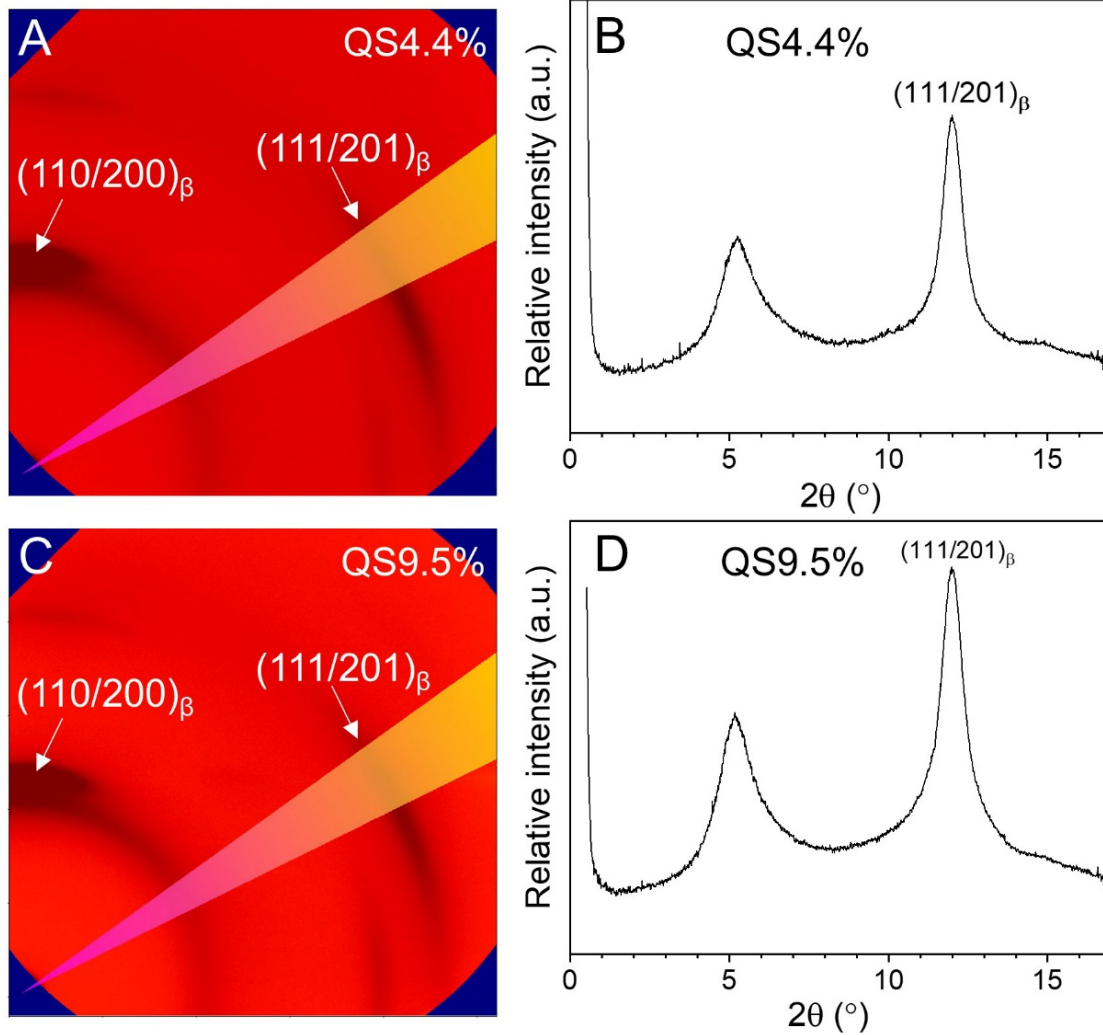 A
QS4.4%
(110/200)β
(111/201)β
B
QS4.4%
(111/201)β
Relative intensity (a.u.)
0 5 10 15
2θ (°)
C
QS9.5%
(110/200)β
(111/201)β
D
QS9.5%
(111/201)β
Relative intensity (a.u.)
0 5 10 15
2θ (°)